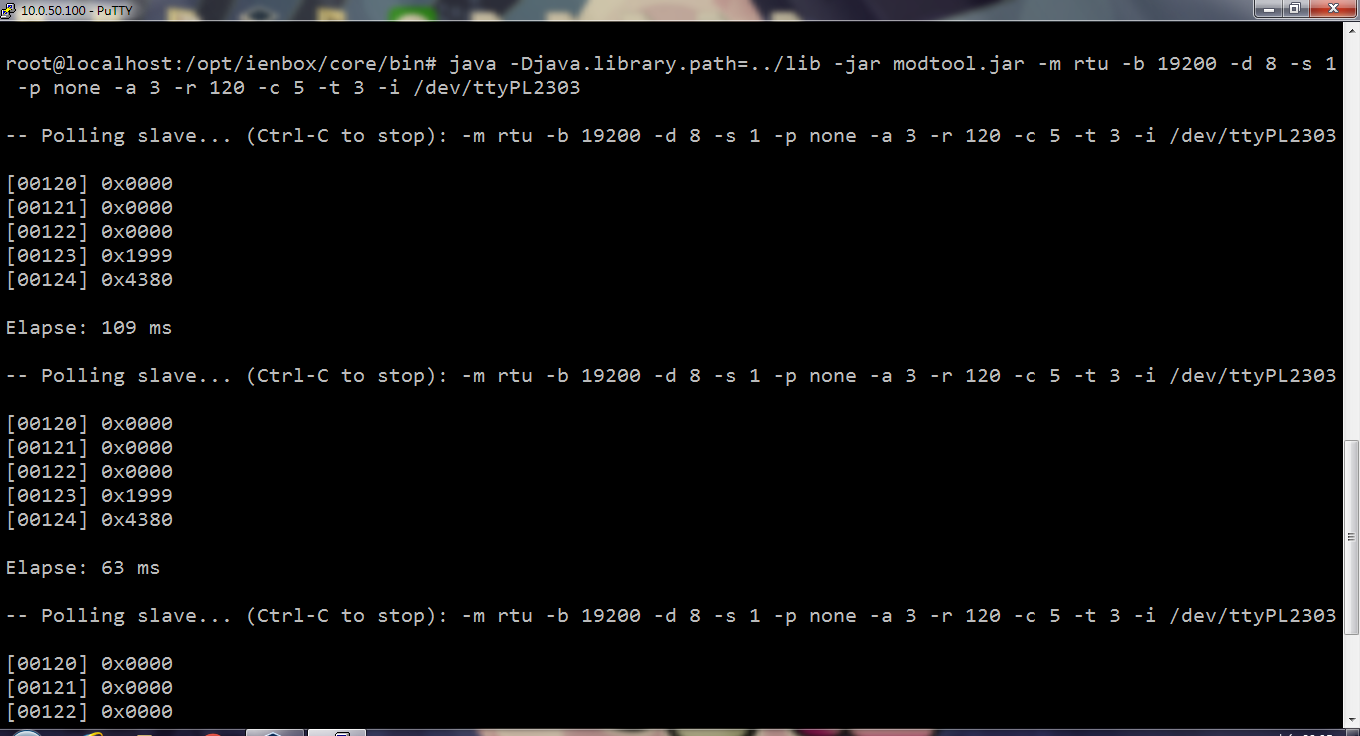 10.0.50.100 - PuTTY
root@localhost:/opt/ienbox/core/bin# java -Djava.library.path=../lib -jar modtool.jar -m rtu -b 19200 -d 8 -s 1
-p none -a 3 -r 120 -c 5 -t 3 -i /dev/ttyPL2303
-- Polling slave... (Ctrl-C to stop): -m rtu -b 19200 -d 8 -s 1 -p none -a 3 -r 120 -c 5 -t 3 -i /dev/ttyPL2303
[00120] 0x0000
[00121] 0x0000
[00122] 0x0000
[00123] 0x1999
[00124] 0x4380
Elapse: 109 ms
-- Polling slave... (Ctrl-C to stop): -m rtu -b 19200 -d 8 -s 1 -p none -a 3 -r 120 -c 5 -t 3 -i /dev/ttyPL2303
[00120] 0x0000
[00121] 0x0000
[00122] 0x0000
[00123] 0x1999
[00124] 0x4380
Elapse: 63 ms
-- Polling slave... (Ctrl-C to stop): -m rtu -b 19200 -d 8 -s 1 -p none -a 3 -r 120 -c 5 -t 3 -i /dev/ttyPL2303
[00120] 0x0000
[00121] 0x0000
[00122] 0x0000